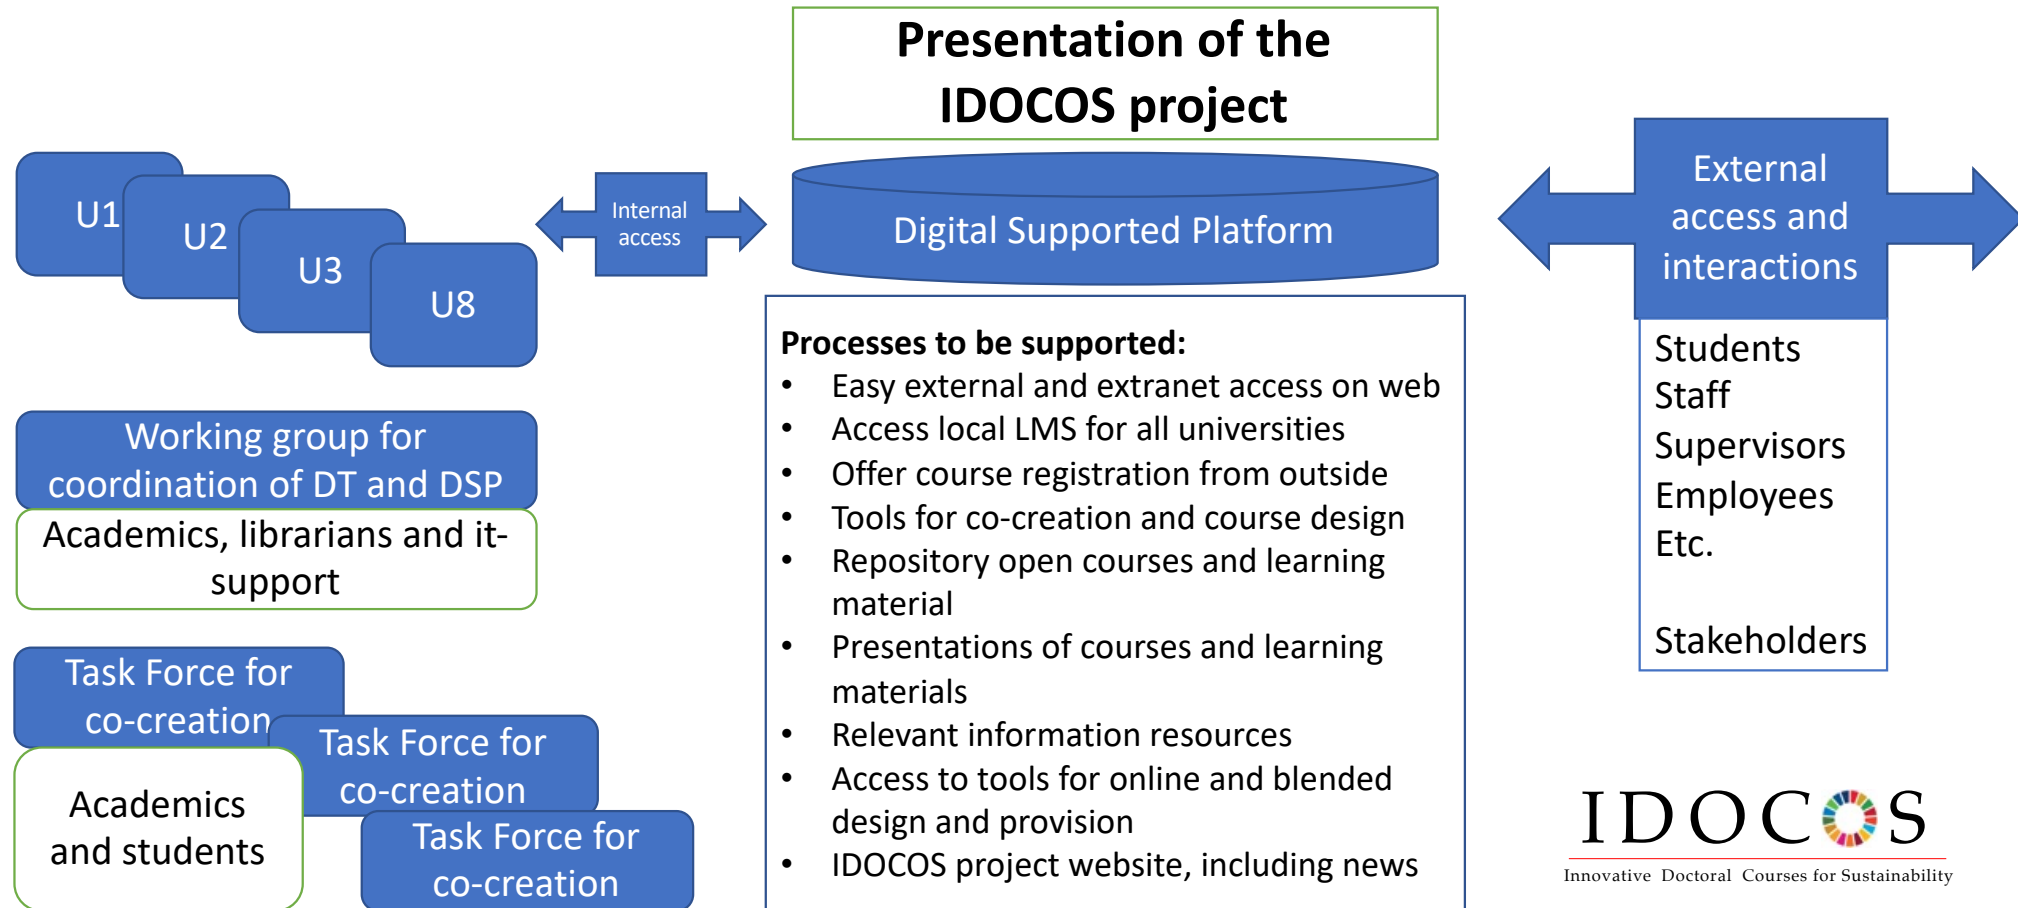 Presentation of the
IDOCOS project
U1
U2
U3
U8
Internal
access
Digital Supported Platform
External
access and
interactions
Working group for
coordination of DT and DSP
Academics, librarians and it-
support
Task Force for
co-creation
Task Force for
co-creation
Task Force for
co-creation
Academics
and students
Processes to be supported:
• Easy external and extranet access on web
• Access local LMS for all universities
• Offer course registration from outside
• Tools for co-creation and course design
• Repository open courses and learning
material
• Presentations of courses and learning
materials
• Relevant information resources
• Access to tools for online and blended
design and provision
• IDOCOS project website, including news
Students
Staff
Supervisors
Employees
Etc.
Stakeholders
IDOCOS
Innovative Doctoral Courses for Sustainability